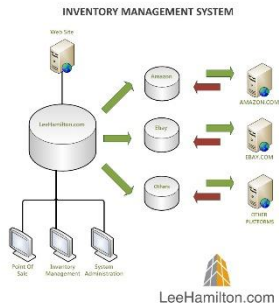 INVENTORY MANAGEMENT SYSTEM
Web Site
Amazon
AMAZON.COM
LeeHamilton.com
Ebay
EBAY.COM
Others
OTHER
PLATFORMS
Point Of
Sale
Inventory
Management
System
Administration
LeeHamilton.com